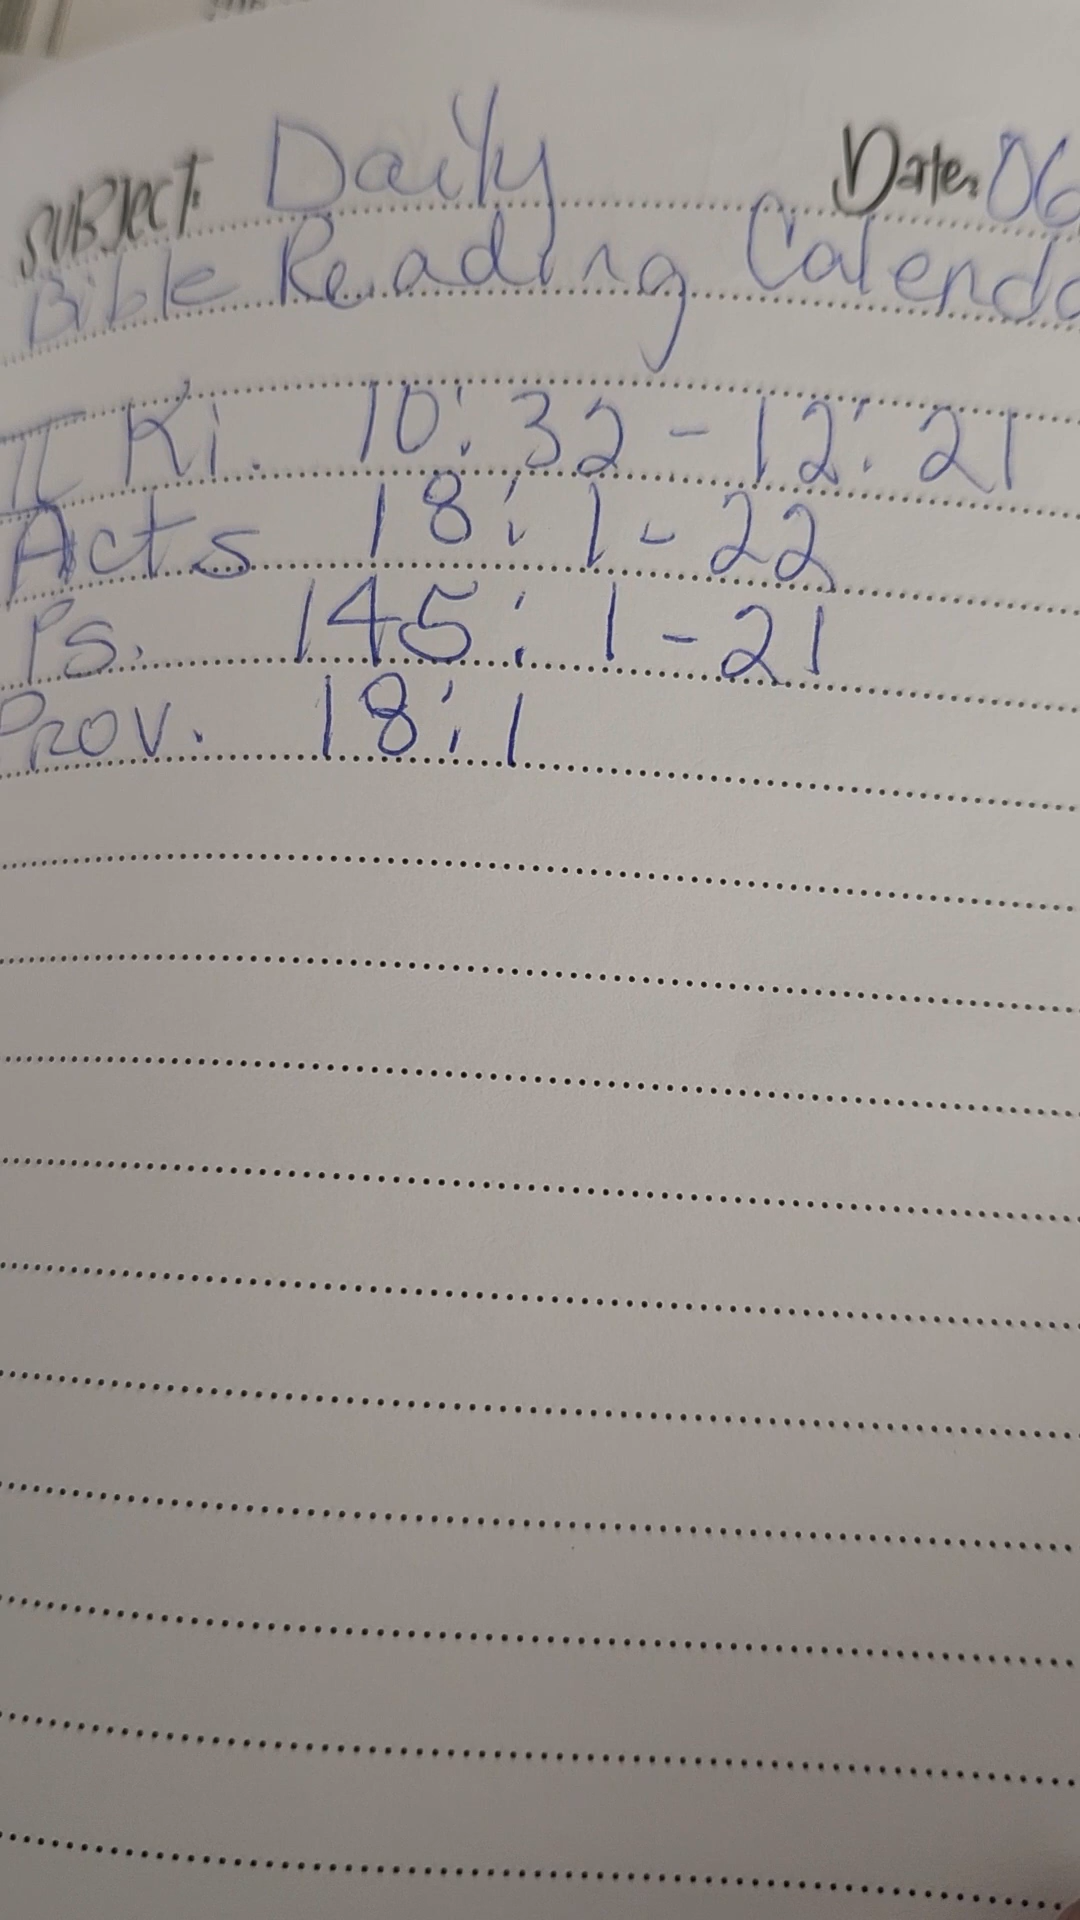 SUBJECT: Daily Date: 06
Bible Reading Calenda
II Ki. 10:32-12:21
Acts 18:1-22
Ps. 145:1-21
Prov. 18:1